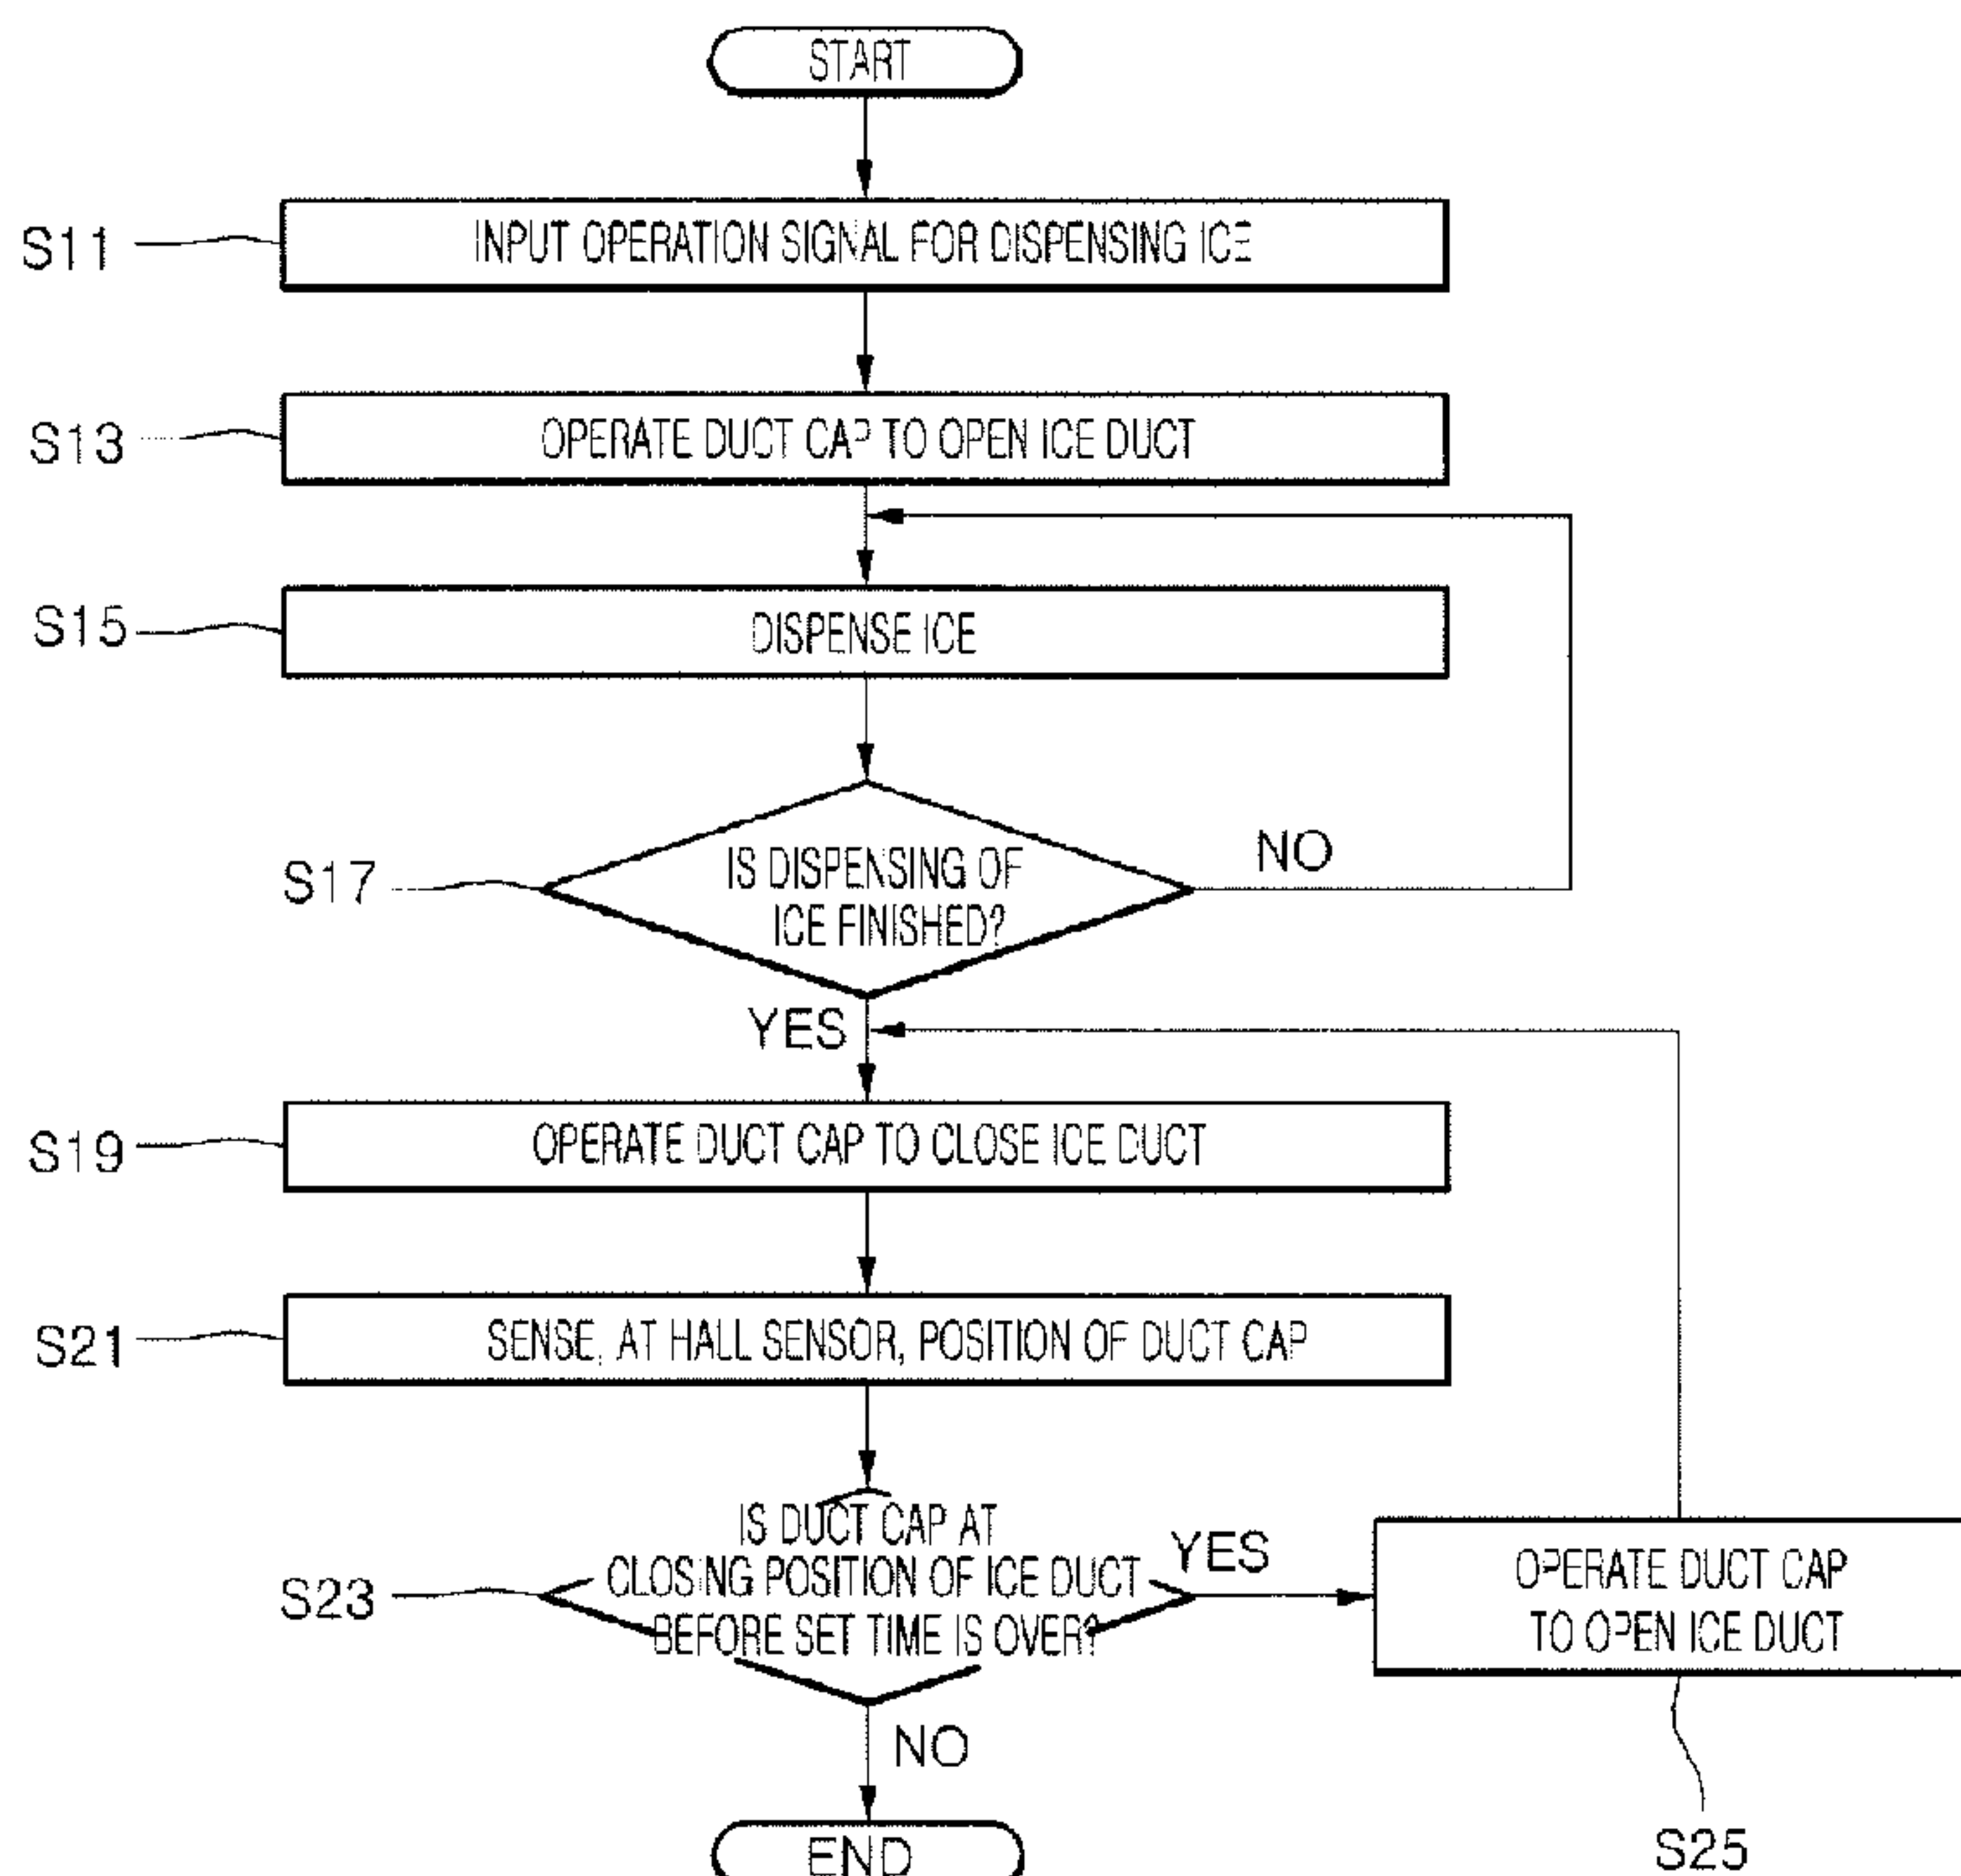 START
S11
INPUT OPERATION SIGNAL FOR DISPENSING ICE
S13
OPERATE DUCT CAP TO OPEN ICE DUCT
S15
DISPENSE ICE
S17
IS DISPENSING OF
ICE FINISHED?
NO
YES
S19
OPERATE DUCT CAP TO CLOSE ICE DUCT
S21
SENSE, AT HALL SENSOR, POSITION OF DUCT CAP
S23
IS DUCT CAP AT
CLOSING POSITION OF ICE DUCT
BEFORE SET TIME IS OVER?
YES
OPERATE DUCT CAP
TO OPEN ICE DUCT
NO
S25
END